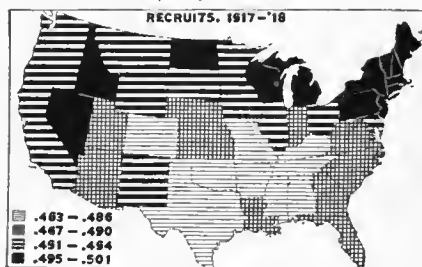 RECRUITS, 1917-'18
.483 - .486
.487 - .490
.491 - .494
.495 - .501